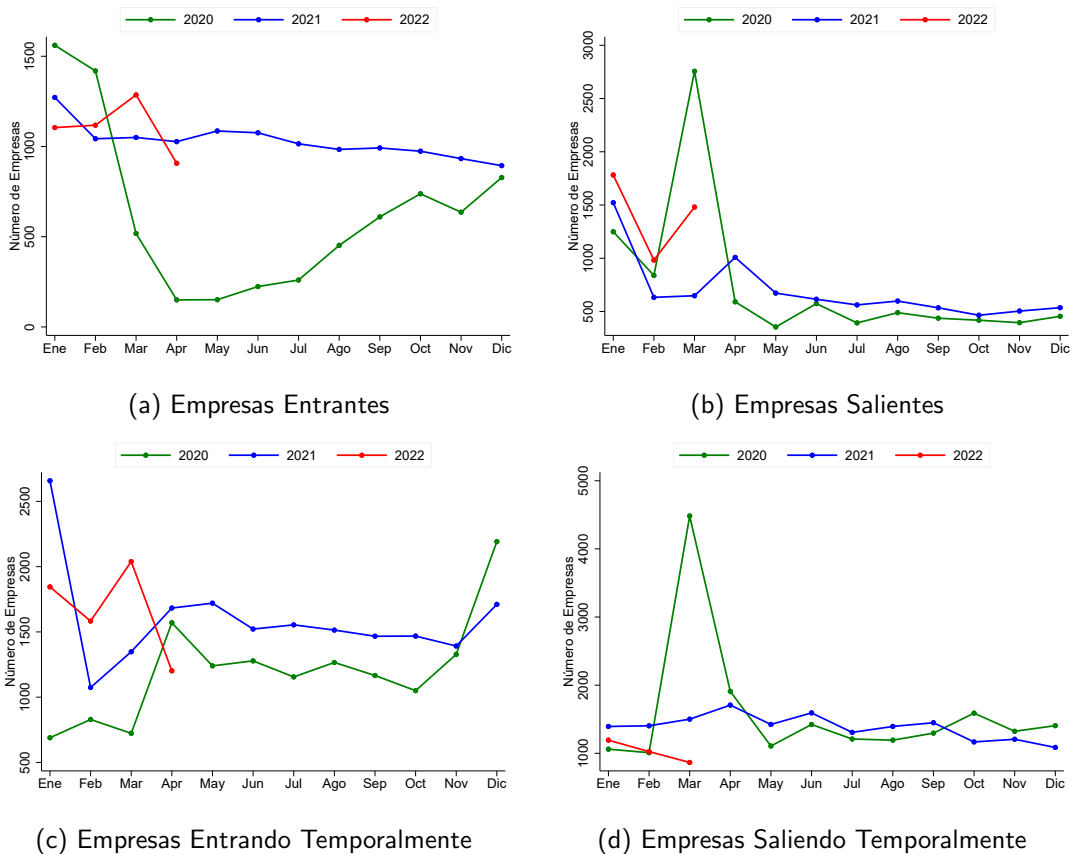 2020 2021 2022
Número de Empresas
0 500 1000 1500
Ene Feb Mar Apr May Jun Jul Ago Sep Oct Nov Dic
(a) Empresas Entrantes
2020 2021 2022
Número de Empresas
500 1000 1500 2000 2500 3000
Ene Feb Mar Apr May Jun Jul Ago Sep Oct Nov Dic
(b) Empresas Salientes
2020 2021 2022
Número de Empresas
500 1000 1500 2000 2500
Ene Feb Mar Apr May Jun Jul Ago Sep Oct Nov Dic
(c) Empresas Entrando Temporalmente
2020 2021 2022
Número de Empresas
1000 2000 3000 4000 5000
Ene Feb Mar Apr May Jun Jul Ago Sep Oct Nov Dic
(d) Empresas Saliendo Temporalmente